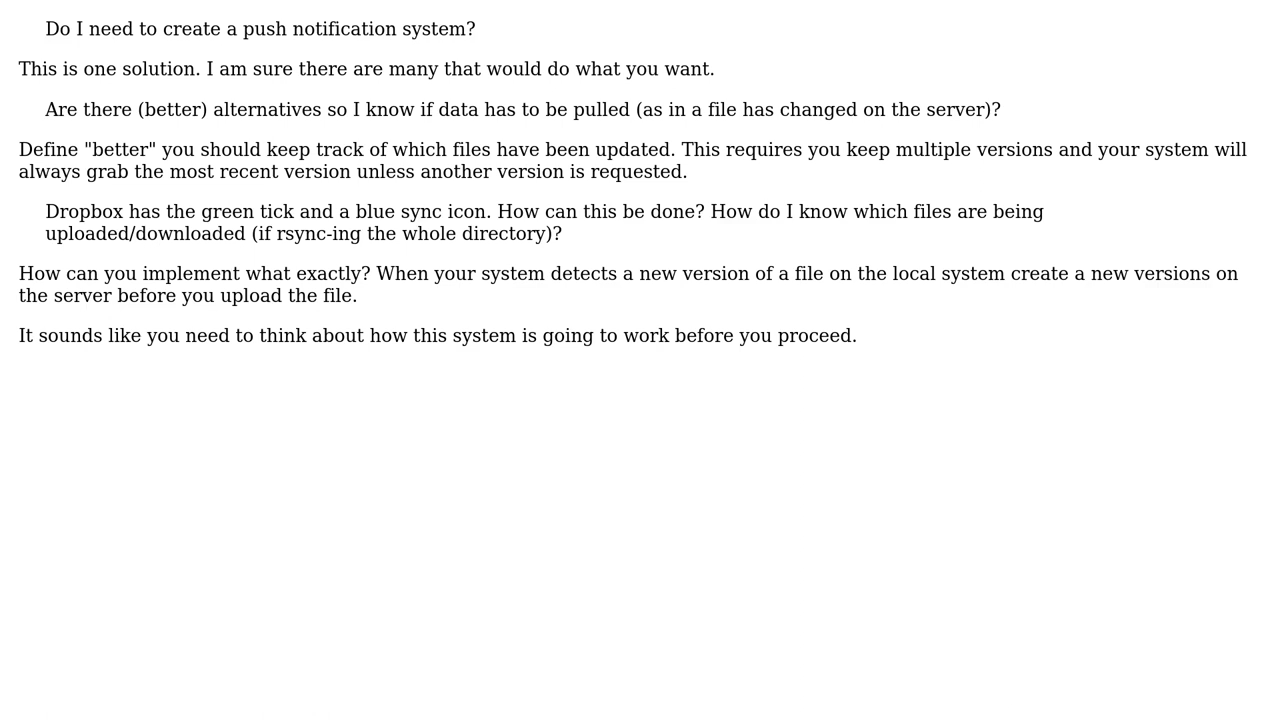 Do I need to create a push notification system?
This is one solution. I am sure there are many that would do what you want.
Are there (better) alternatives so I know if data has to be pulled (as in a file has changed on the server)?
Define "better" you should keep track of which files have been updated. This requires you keep multiple versions and your system will
always grab the most recent version unless another version is requested.
Dropbox has the green tick and a blue sync icon. How can this be done? How do I know which files are being
uploaded/downloaded (if rsync-ing the whole directory)?
How can you implement what exactly? When your system detects a new version of a file on the local system create a new versions on
the server before you upload the file.
It sounds like you need to think about how this system is going to work before you proceed.